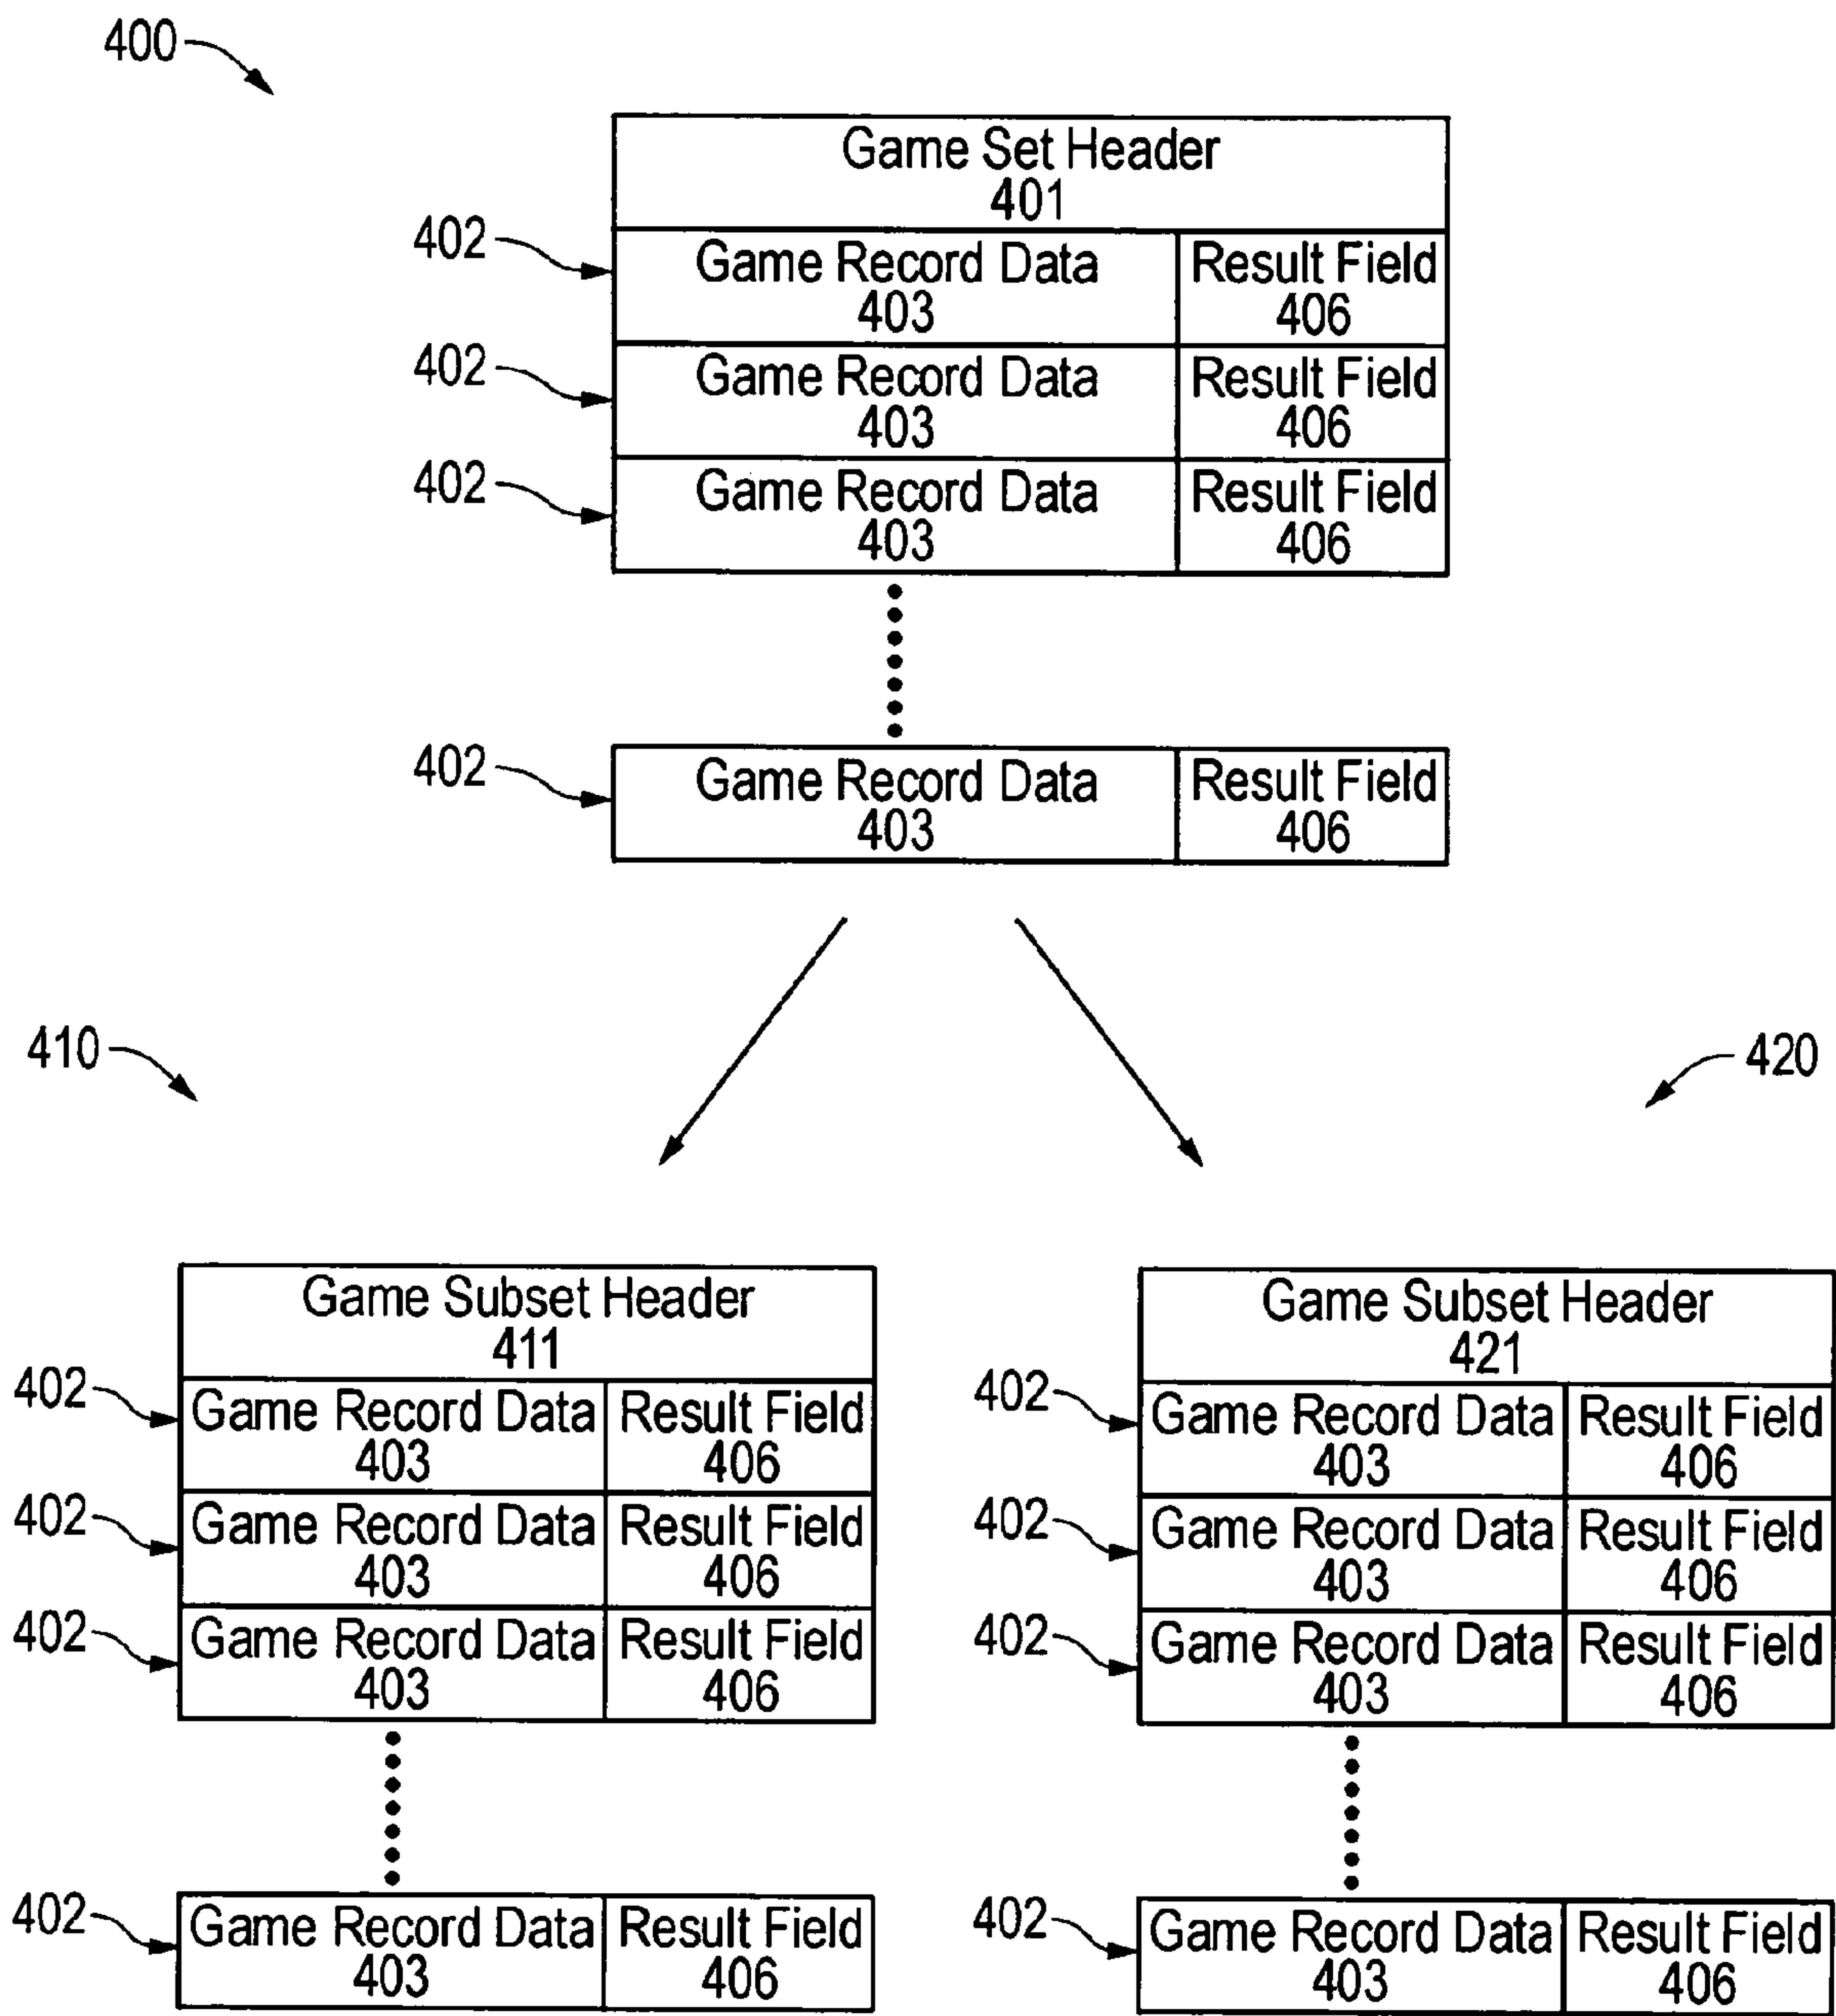 400
Game Set Header
401
402
Game Record Data
Result Field
403
406
402
Game Record Data
Result Field
403
406
402
Game Record Data
Result Field
403
406
402
Game Record Data
Result Field
403
406
410
420
Game Subset Header
411
402
Game Record Data
Result Field
403
406
402
Game Record Data
Result Field
403
406
402
Game Record Data
Result Field
403
406
402
Game Record Data
Result Field
403
406
Game Subset Header
421
402
Game Record Data
Result Field
403
406
402
Game Record Data
Result Field
403
406
402
Game Record Data
Result Field
403
406
402
Game Record Data
Result Field
403
406